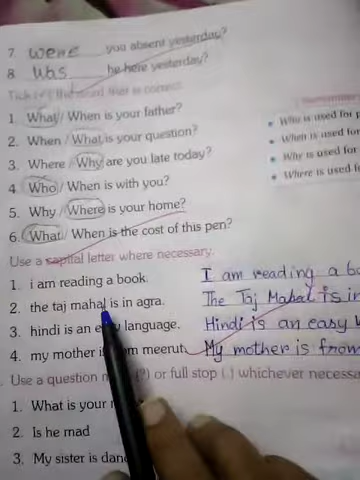 7. were you absent yesterday?
8. was he here yesterday?
Tick the word that is correct.
1. What / When is your father?
2. When / What is your question?
3. Where / Why are you late today?
4. Who / When is with you?
5. Why / Where is your home?
6. What / When is the cost of this pen?
Why is used for
When is used for
Why is used for
Where is used
Use a capital letter where necessary.
1. i am reading a book. I am reading a
2. the taj mahal is in agra. The Taj Mahal is in
3. hindi is an language. Hindi is an easy
4. my mother is meerut. My mother is from
Use a question (?) or full stop (.) whichever
1. What is your
2. Is he mad
3. My sister is